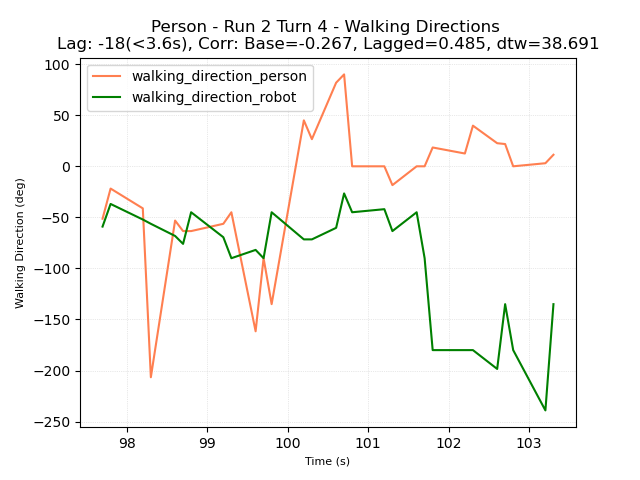 Person - Run 2 Turn 4 - Walking Directions
Lag: -18(<3.6s), Corr: Base=-0.267, Lagged=0.485, dtw=38.691
walking_direction_person
walking_direction_robot
100
50
0
−50
−100
−150
−200
−250
Walking Direction (deg)
98 99 100 101 102 103
Time (s)